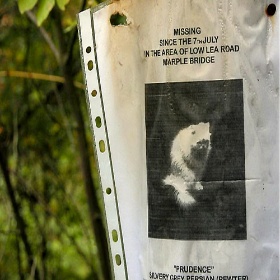 MISSING
SINCE THE 7TH JULY
IN THE AREA OF LOW LEA ROAD
MARPLE BRIDGE
"PRUDENCE"
SILVERY GREY PERSIAN (PEWTER)